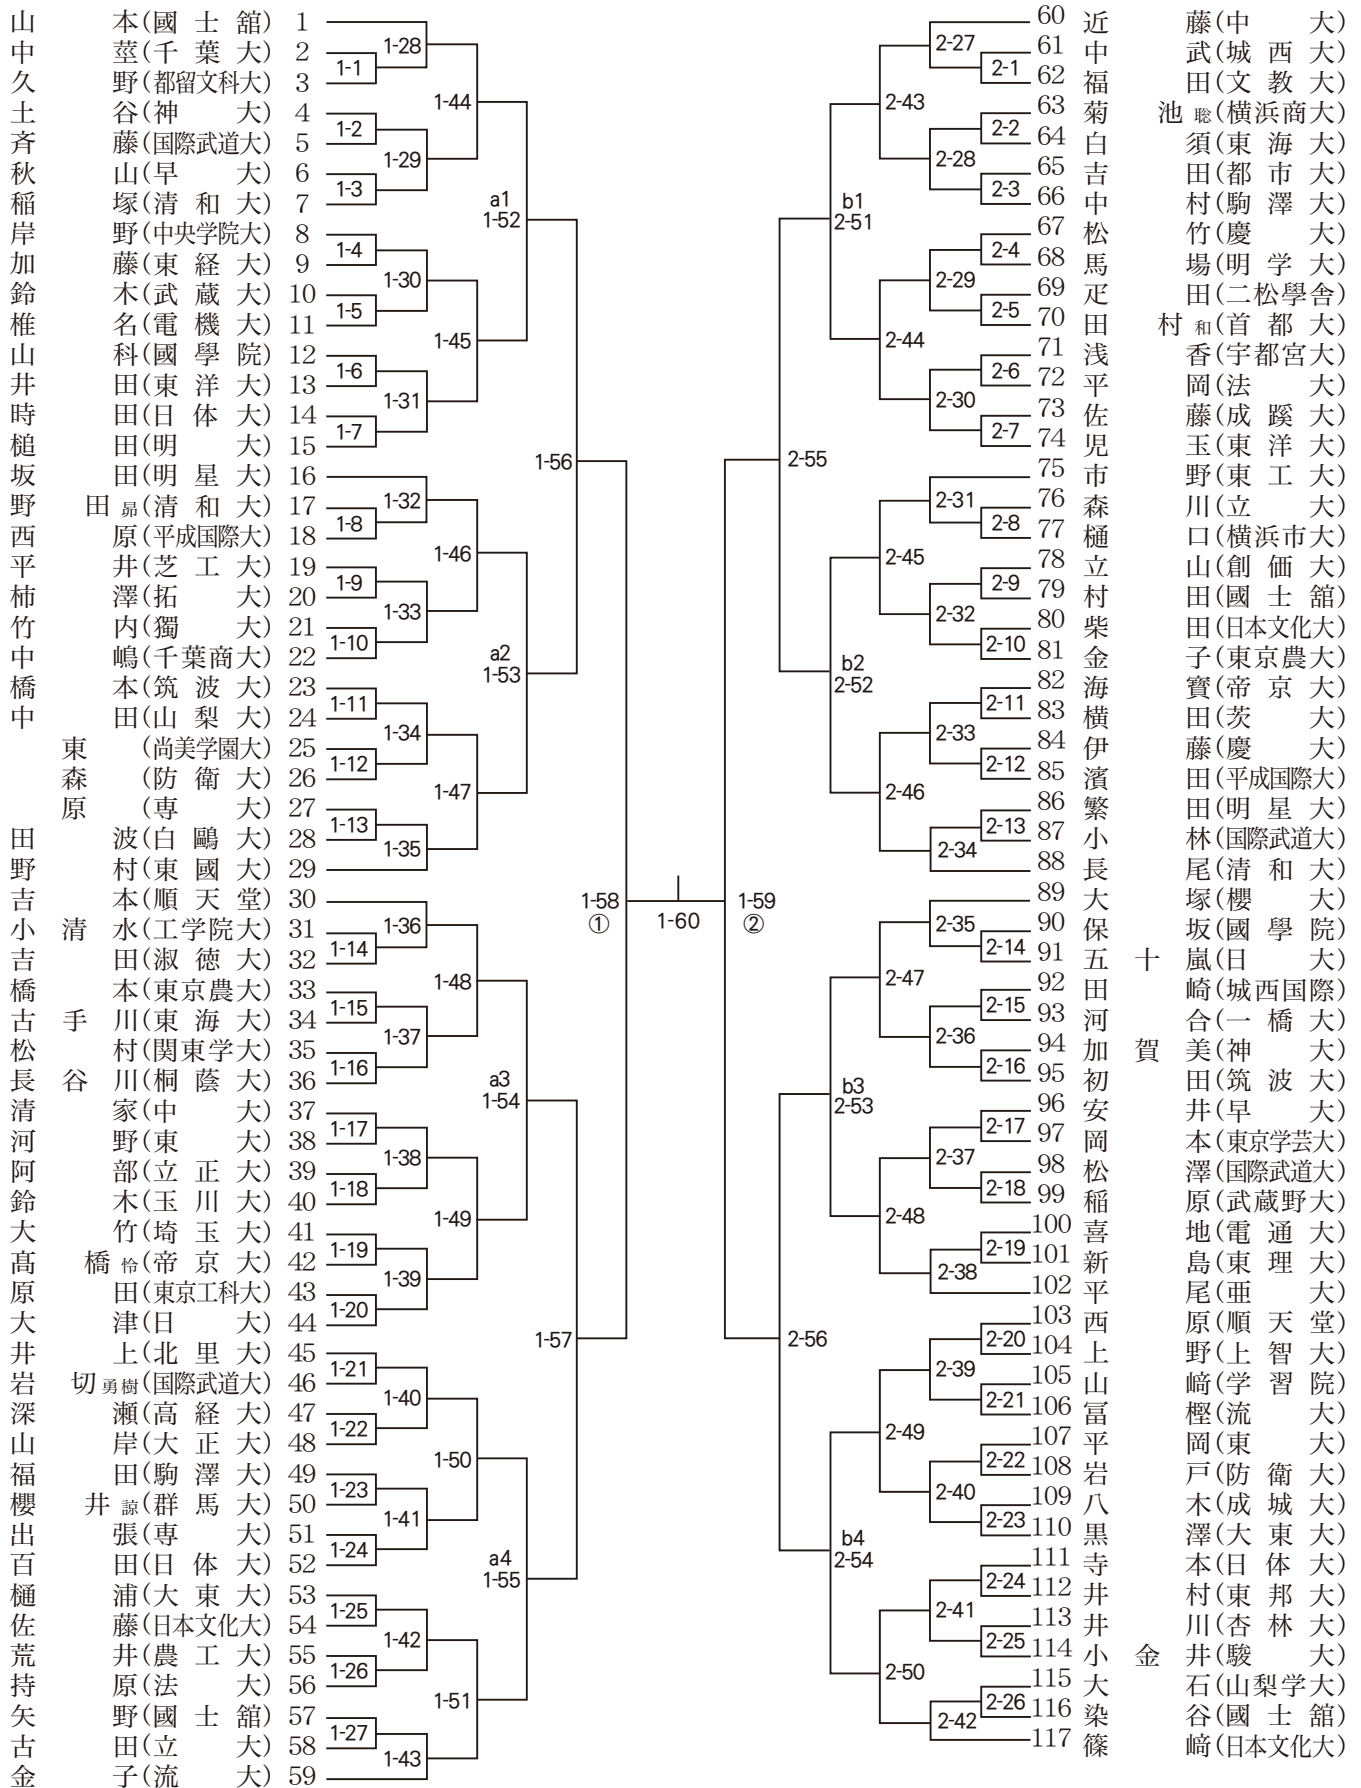 山本(國士舘) 1
中莖(千葉大) 2
久野(都留文科大) 3
土谷(神大) 4
斉藤(国際武道大) 5
秋山(早大) 6
稲塚(清和大) 7
岸野(中央学院大) 8
加藤(東経大) 9
鈴木(武蔵大) 10
椎名(電機大) 11
山科(國學院) 12
井田(東洋大) 13
時田(日体大) 14
槌田(明大) 15
坂田(明星大) 16
野田昴(清和大) 17
西原(平成国際大) 18
平井(芝工大) 19
柿澤(拓大) 20
竹内(獨大) 21
中嶋(千葉商大) 22
橋本(筑波大) 23
中田(山梨大) 24
東(尚美学園大) 25
森(防衛大) 26
原(専大) 27
田波(白鷗大) 28
野村(東國大) 29
吉本(順天堂) 30
小清水(工学院大) 31
吉田(淑徳大) 32
橋本(東京農大) 33
古手川(東海大) 34
松村(関東学大) 35
長谷川(桐蔭大) 36
清家(中大) 37
河野(東大) 38
阿部(立正大) 39
鈴木(玉川大) 40
大竹(埼玉大) 41
髙橋怜(帝京大) 42
原田(東京工科大) 43
大津(日大) 44
井上(北里大) 45
岩切勇樹(国際武道大) 46
深瀬(高経大) 47
山岸(大正大) 48
福田(駒澤大) 49
櫻井諒(群馬大) 50
出張(専大) 51
百田(日体大) 52
樋浦(大東大) 53
佐藤(日本文化大) 54
荒井(農工大) 55
持原(法大) 56
矢野(國士舘) 57
古田(立大) 58
金子(流大) 59
1-1
1-2
1-3
1-4
1-5
1-6
1-7
1-8
1-9
1-10
1-11
1-12
1-13
1-14
1-15
1-16
1-17
1-18
1-19
1-20
1-21
1-22
1-23
1-24
1-25
1-26
1-27
1-28
1-29
1-30
1-31
1-32
1-33
1-34
1-35
1-36
1-37
1-38
1-39
1-40
1-41
1-42
1-43
1-44
1-45
1-46
1-47
1-48
1-49
1-50
1-51
a1
1-52
a2
1-53
a3
1-54
a4
1-55
1-56
1-57
1-58
①
1-60
1-59
②
2-55
2-56
b1
2-51
b2
2-52
b3
2-53
b4
2-54
2-43
2-44
2-45
2-46
2-47
2-48
2-49
2-50
2-27
2-28
2-29
2-30
2-31
2-32
2-33
2-34
2-35
2-36
2-37
2-38
2-39
2-40
2-41
2-42
2-1
2-2
2-3
2-4
2-5
2-6
2-7
2-8
2-9
2-10
2-11
2-12
2-13
2-14
2-15
2-16
2-17
2-18
2-19
2-20
2-21
2-22
2-23
2-24
2-25
2-26
60 近藤(中大)
61 中武(城西大)
62 福田(文教大)
63 菊池聡(横浜商大)
64 白須(東海大)
65 吉田(都市大)
66 中村(駒澤大)
67 松竹(慶大)
68 馬場(明学大)
69 疋田(二松學舎)
70 田村和(首都大)
71 浅香(宇都宮大)
72 平岡(法大)
73 佐藤(成蹊大)
74 児玉(東洋大)
75 市野(東工大)
76 森川(立大)
77 樋口(横浜市大)
78 立山(創価大)
79 村田(國士舘)
80 柴田(日本文化大)
81 金子(東京農大)
82 海寳(帝京大)
83 横田(茨大)
84 伊藤(慶大)
85 濱田(平成国際大)
86 繁田(明星大)
87 小林(国際武道大)
88 長尾(清和大)
89 大塚(櫻大)
90 保坂(國學院)
91 五十嵐(日大)
92 田崎(城西国際)
93 河合(一橋大)
94 加賀美(神大)
95 初田(筑波大)
96 安井(早大)
97 岡本(東京学芸大)
98 松澤(国際武道大)
99 稲原(武蔵野大)
100 喜地(電通大)
101 新島(東理大)
102 平尾(亜大)
103 西原(順天堂)
104 上野(上智大)
105 山﨑(学習院)
106 冨樫(流大)
107 平岡(東大)
108 岩戸(防衛大)
109 八木(成城大)
110 黒澤(大東大)
111 寺本(日体大)
112 井村(東邦大)
113 井川(杏林大)
114 小金井(駿大)
115 大石(山梨学大)
116 染谷(國士舘)
117 篠﨑(日本文化大)